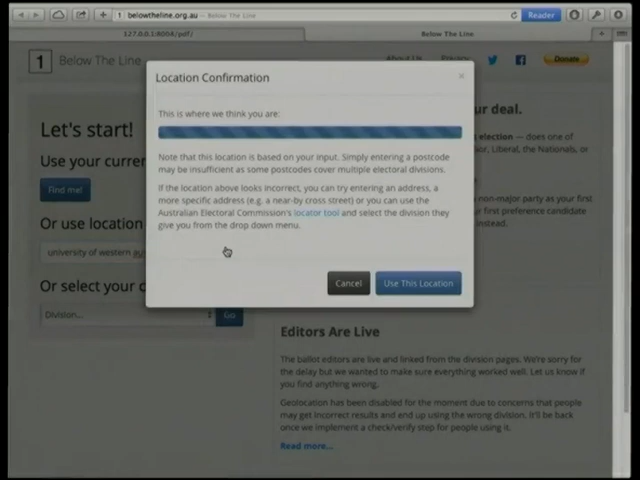 belowtheline.org.au — Below The Line
Reader
127.0.0.1:8004/pdf/
Below The Line
1 Below The Line
About Us
Privacy
Donate
Location Confirmation
×
This is where we think you are:
Note that this location is based on your input. Simply entering a postcode
may be insufficient as some postcodes cover multiple electoral divisions.
If the location above looks incorrect, you can try entering an address, a
more specific address (e.g. a near-by cross street) or you can use the
Australian Electoral Commission's locator tool and select the division they
give you from the drop down menu.
Cancel
Use This Location
Let's start!
Use your curre
Find me!
Or use location
university of western au
Or select your d
Division...
Go
ur deal.
election — does one of
ior, Liberal, the Nationals, or
non-major party as your first
first preference candidate
instead.
Editors Are Live
The ballot editors are live and linked from the division pages. We're sorry for
the delay but we wanted to make sure everything worked well. Let us know if
you find anything wrong.
Geolocation has been disabled for the moment due to concerns that people
may get incorrect results and end up using the wrong division. It'll be back
once we implement a check/verify step for people using it.
Read more...